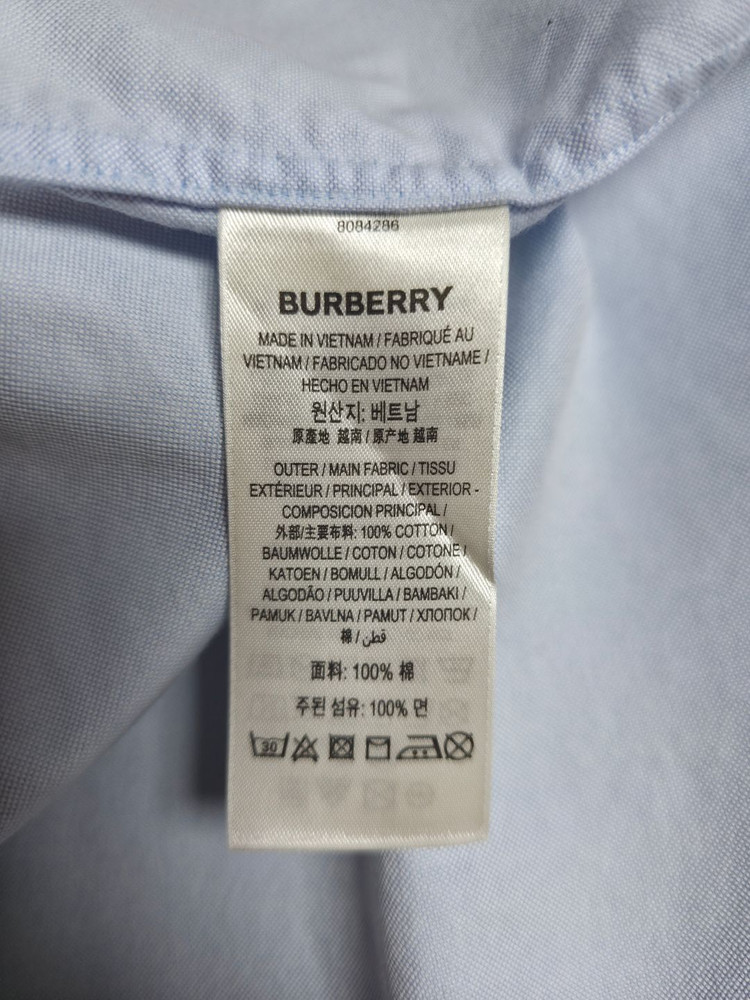 8084286
BURBERRY
MADE IN VIETNAM / FABRIQUÉ AU
VIETNAM / FABRICADO NO VIETNAME /
HECHO EN VIETNAM
원산지: 베트남
原產地 越南 / 原产地 越南
OUTER / MAIN FABRIC / TISSU
EXTÉRIEUR / PRINCIPAL / EXTERIOR -
COMPOSICION PRINCIPAL /
外部/主要布料: 100% COTTON /
BAUMWOLLE / COTON / COTONE /
KATOEN / BOMULL / ALGODÓN /
ALGODÃO / PUUVILLA / BAMBAKI /
PAMUK / BAVLNA / PAMUT / ХЛОПОК /
棉 / قطن
面料: 100% 棉
주된 섬유: 100% 면
30